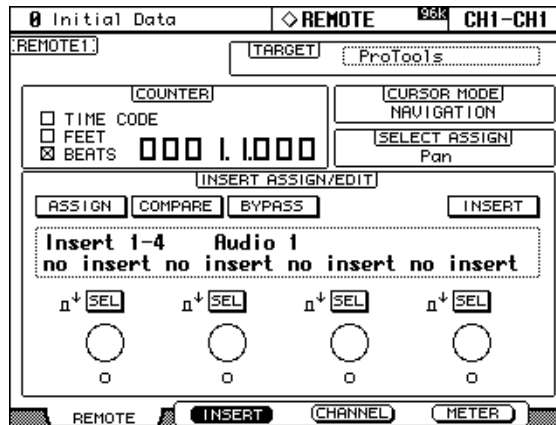 0 Initial Data ◇REMOTE 96k CH1-CH1
REMOTE1
TARGET
ProTools
COUNTER
TIME CODE
FEET
BEATS
000 1. 1.000
CURSOR MODE
NAVIGATION
SELECT ASSIGN
Pan
INSERT ASSIGN/EDIT
ASSIGN COMPARE BYPASS INSERT
Insert 1-4 Audio 1
no insert no insert no insert no insert
SEL SEL SEL SEL
REMOTE INSERT CHANNEL METER